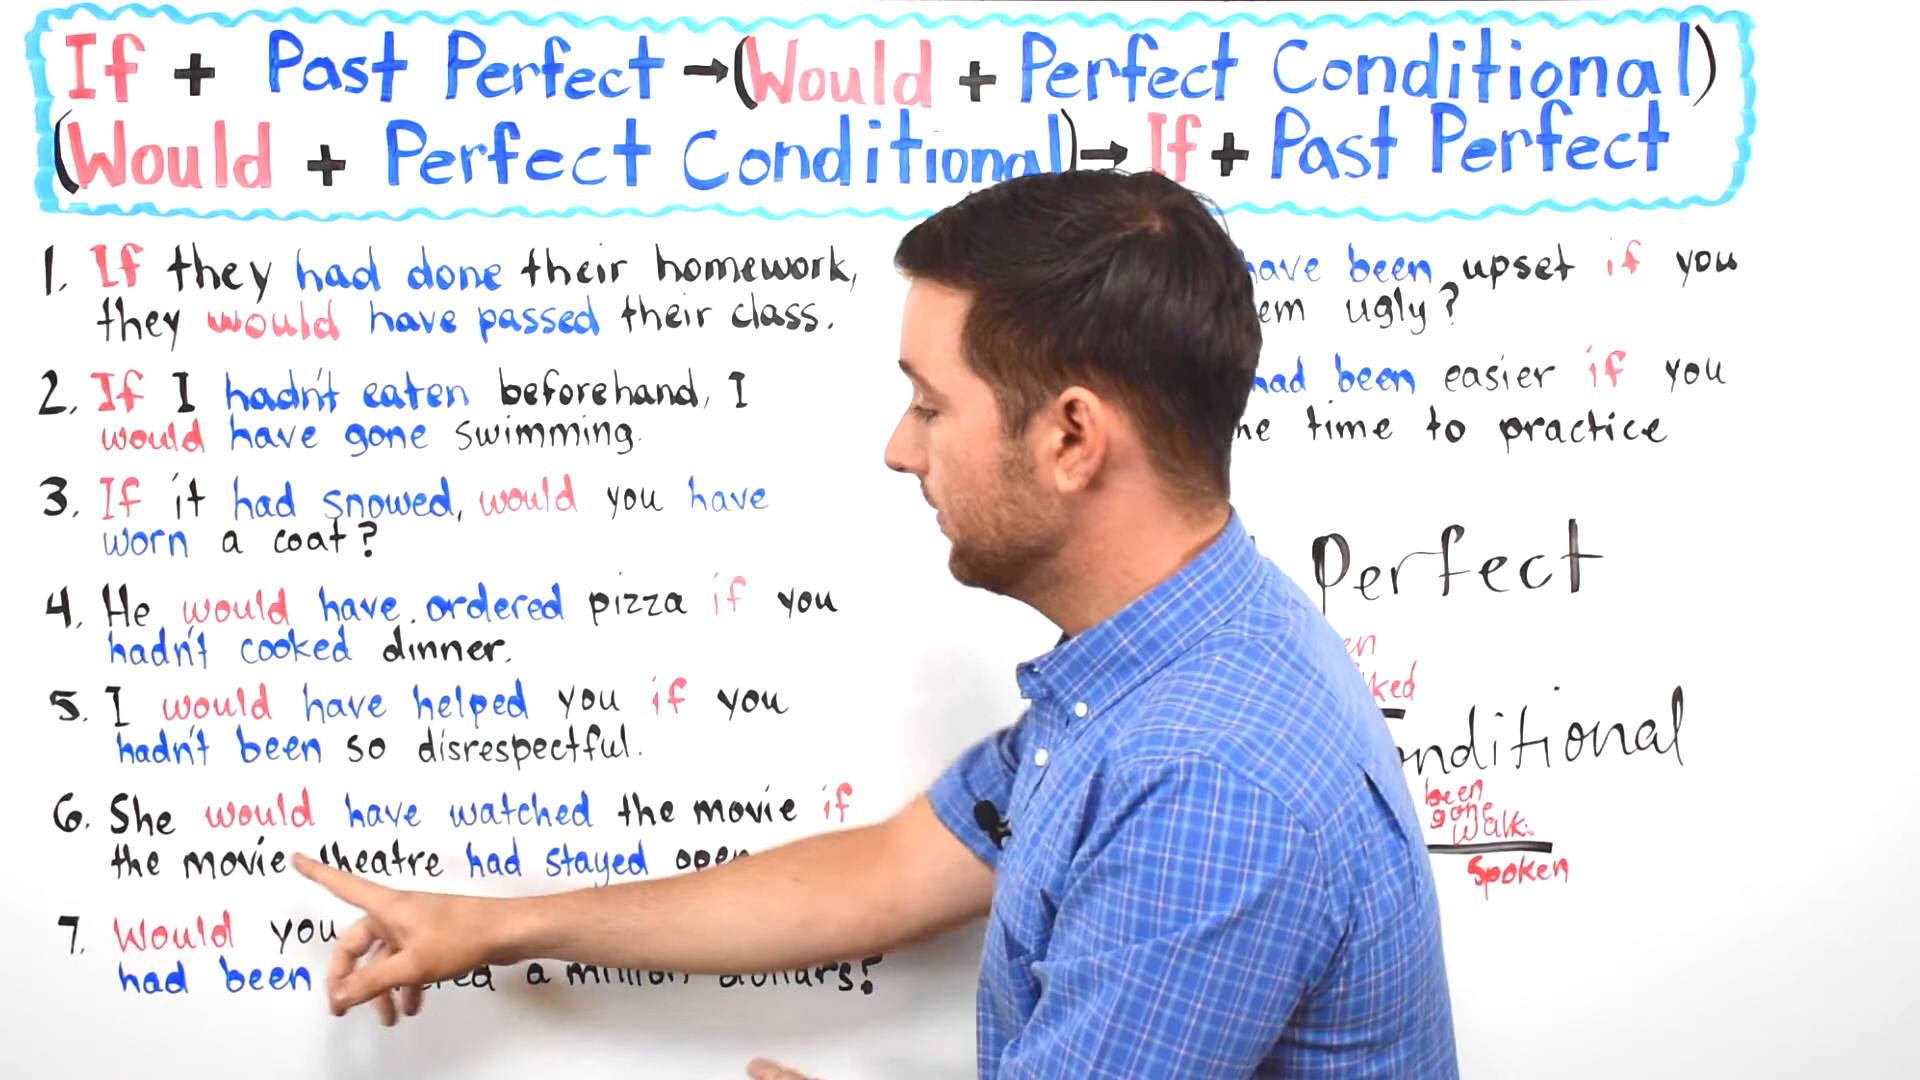 If + Past Perfect → (Would + Perfect Conditional)
(Would + Perfect Conditional) → If + Past Perfect
1. If they had done their homework,
they would have passed their class.
2. If I hadn't eaten beforehand, I
would have gone swimming.
3. If it had snowed, would you have
worn a coat?
4. He would have ordered pizza if you
hadn't cooked dinner.
5. I would have helped you if you
hadn't been so disrespectful.
6. She would have watched the movie if
the movie theatre had stayed open
7. Would you
had been a million dollars?
have been upset if you
ugly?
had been easier if you
time to practice
Perfect
been
gone
walk
Spoken